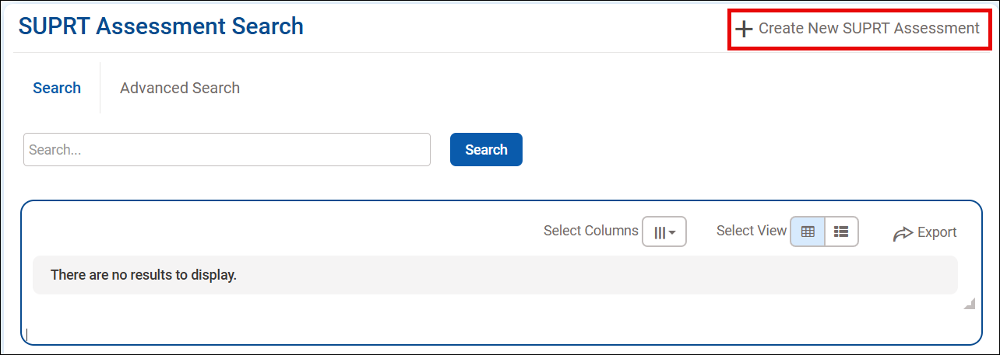 SUPRT Assessment Search
Create New SUPRT Assessment
Search
Advanced Search
Search...
Search
Select Columns
Select View
Export
There are no results to display.